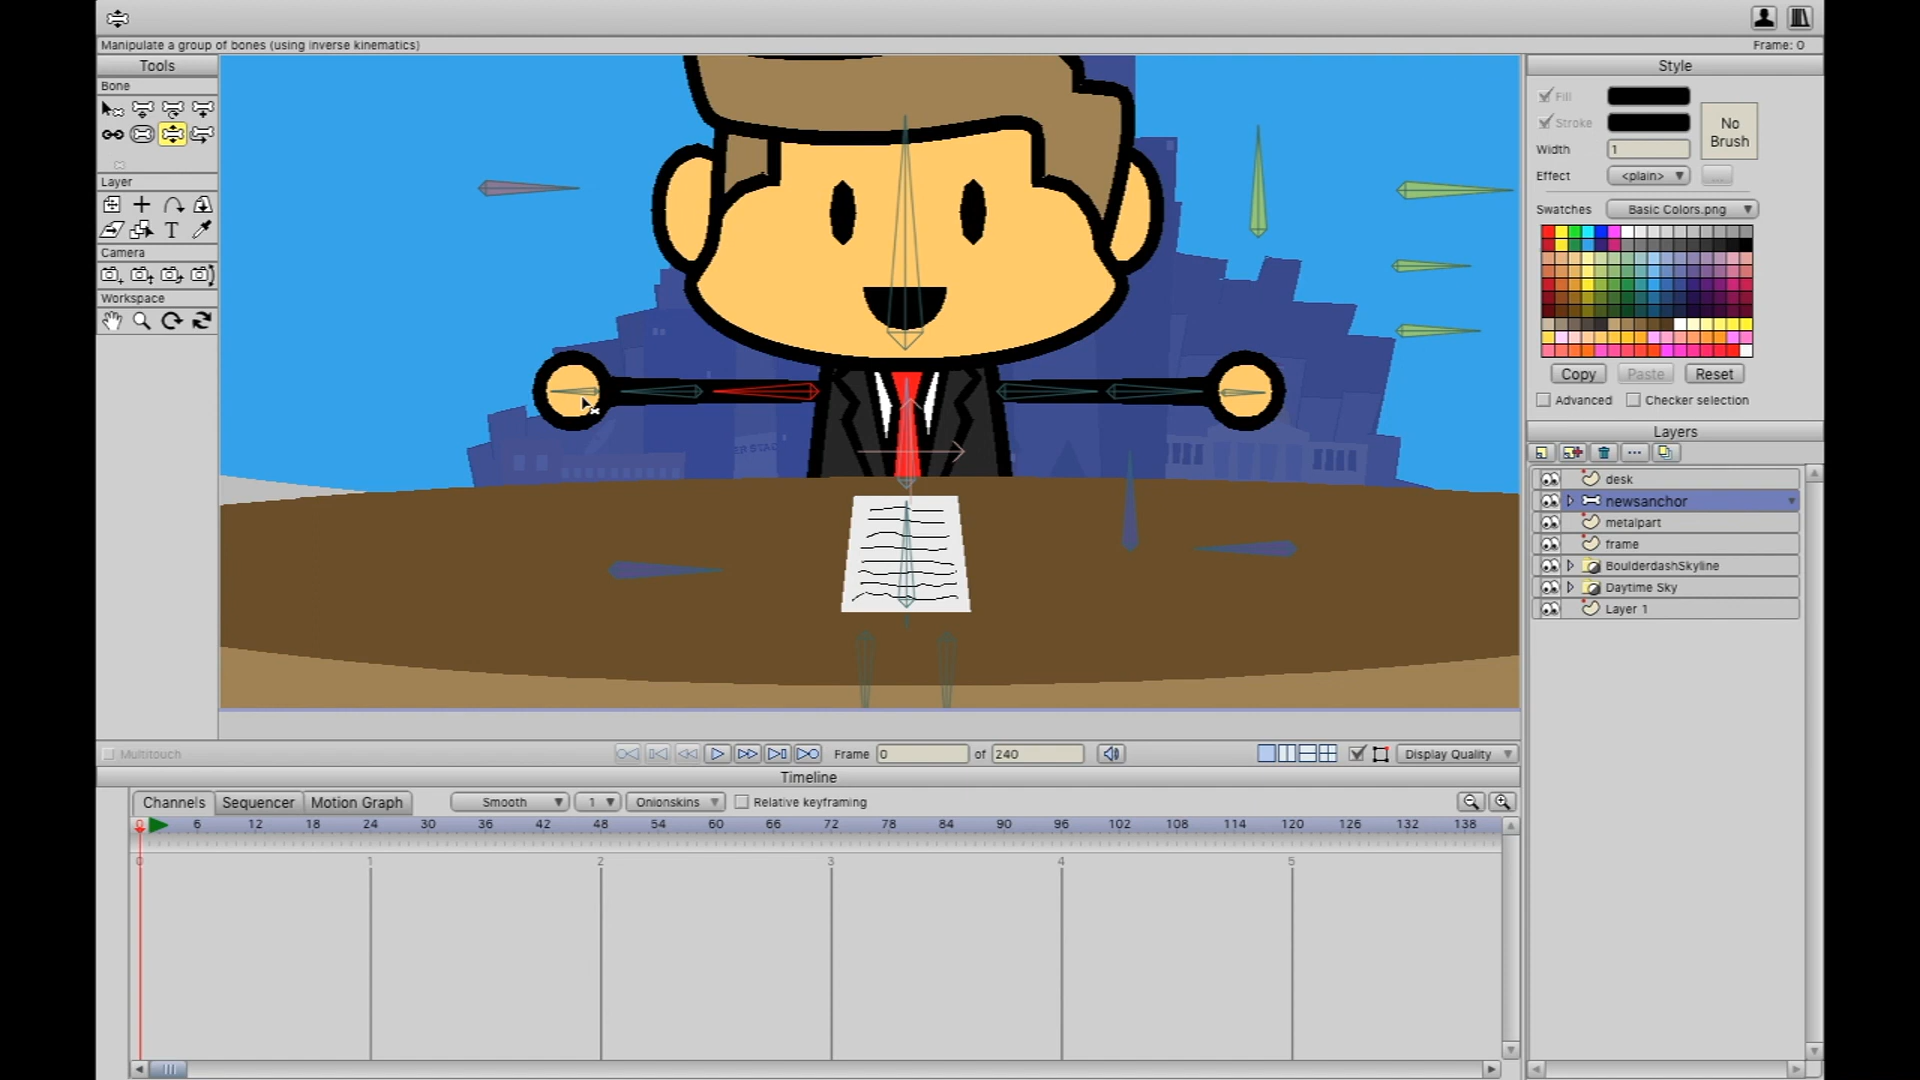 Manipulate a group of bones (using inverse kinematics)
Frame: 0
Tools
Bone
Layer
T
Camera
Workspace
Style
Fill
Stroke
No
Brush
Width
1
Effect
<plain>
...
Swatches
Basic Colors.png
Copy
Paste
Reset
Advanced
Checker selection
Layers
desk
newsanchor
metalpart
frame
BoulderdashSkyline
Daytime Sky
Layer 1
Multitouch
Frame
0
of
240
Display Quality
Timeline
Channels
Sequencer
Motion Graph
Smooth
1
Onionskins
Relative keyframing
0 6 12 18 24 30 36 42 48 54 60 66 72 78 84 90 96 102 108 114 120 126 132 138
0 1 2 3 4 5